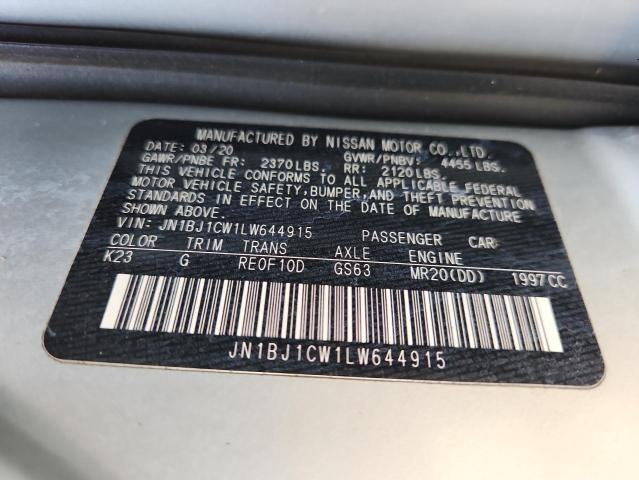 MANUFACTURED BY NISSAN MOTOR CO.,LTD.
DATE: 03/20 GVWR/PNBV: 4455 LBS.
GAWR/PNBE FR: 2370LBS. RR: 2120LBS.
THIS VEHICLE CONFORMS TO ALL APPLICABLE FEDERAL
MOTOR VEHICLE SAFETY, BUMPER, AND THEFT PREVENTION
STANDARDS IN EFFECT ON THE DATE OF MANUFACTURE
SHOWN ABOVE.
VIN: JN1BJ1CW1LW644915 PASSENGER CAR
COLOR TRIM TRANS AXLE ENGINE
K23 G RE0F10D GS63 MR20(DD) 1997CC
JN1BJ1CW1LW644915